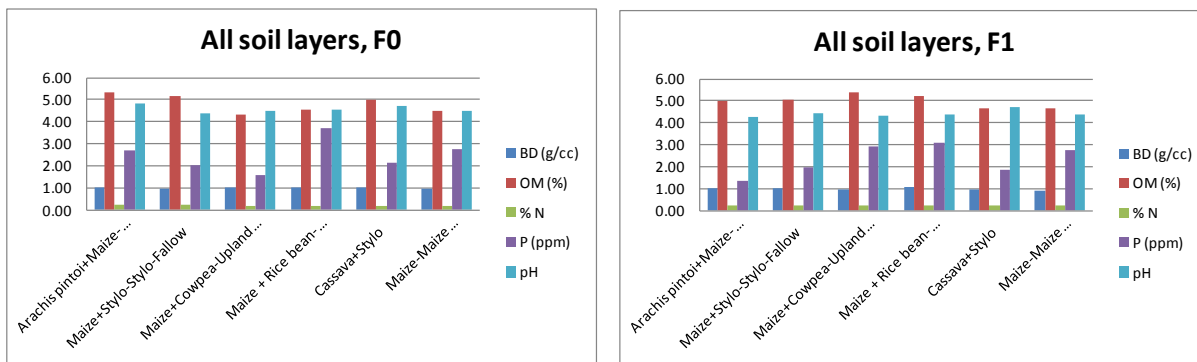 All soil layers, F0
6.00
5.00
4.00
3.00
2.00
1.00
0.00
BD (g/cc)
OM (%)
% N
P (ppm)
pH
Arachis pintoi+Maize-...
Maize+Stylo-Stylo-Fallow
Maize+Cowpea-Upland...
Maize + Rice bean-...
Cassava+Stylo
Maize-Maize...
All soil layers, F1
6.00
5.00
4.00
3.00
2.00
1.00
0.00
BD (g/cc)
OM (%)
% N
P (ppm)
pH
Arachis pintoi+Maize-...
Maize+Stylo-Stylo-Fallow
Maize+Cowpea-Upland...
Maize + Rice bean-...
Cassava+Stylo
Maize-Maize...